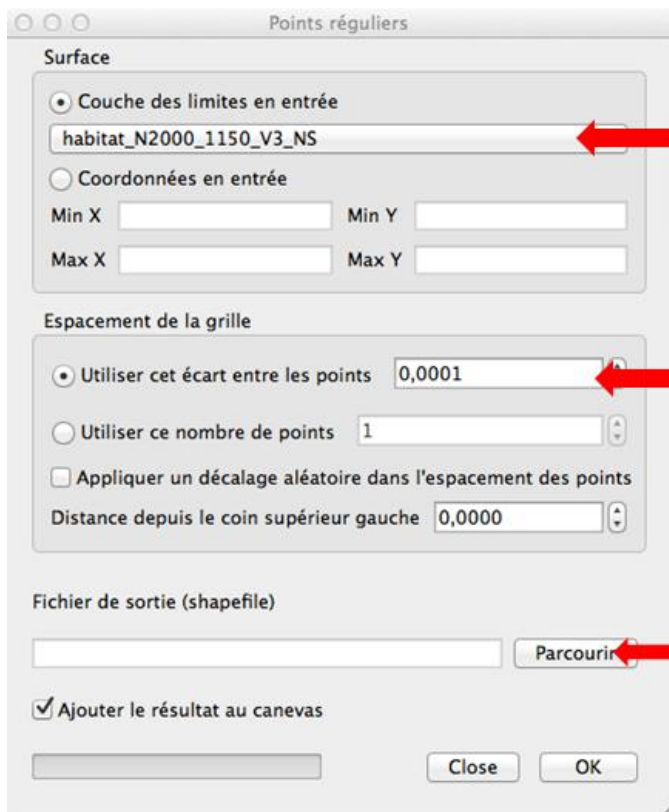 Points réguliers
Surface
Couche des limites en entrée
habitat_N2000_1150_V3_NS
Coordonnées en entrée
Min X Min Y
Max X Max Y
Espacement de la grille
Utiliser cet écart entre les points 0,0001
Utiliser ce nombre de points 1
Appliquer un décalage aléatoire dans l'espacement des points
Distance depuis le coin supérieur gauche 0,0000
Fichier de sortie (shapefile)
Parcourir
Ajouter le résultat au canevas
Close OK